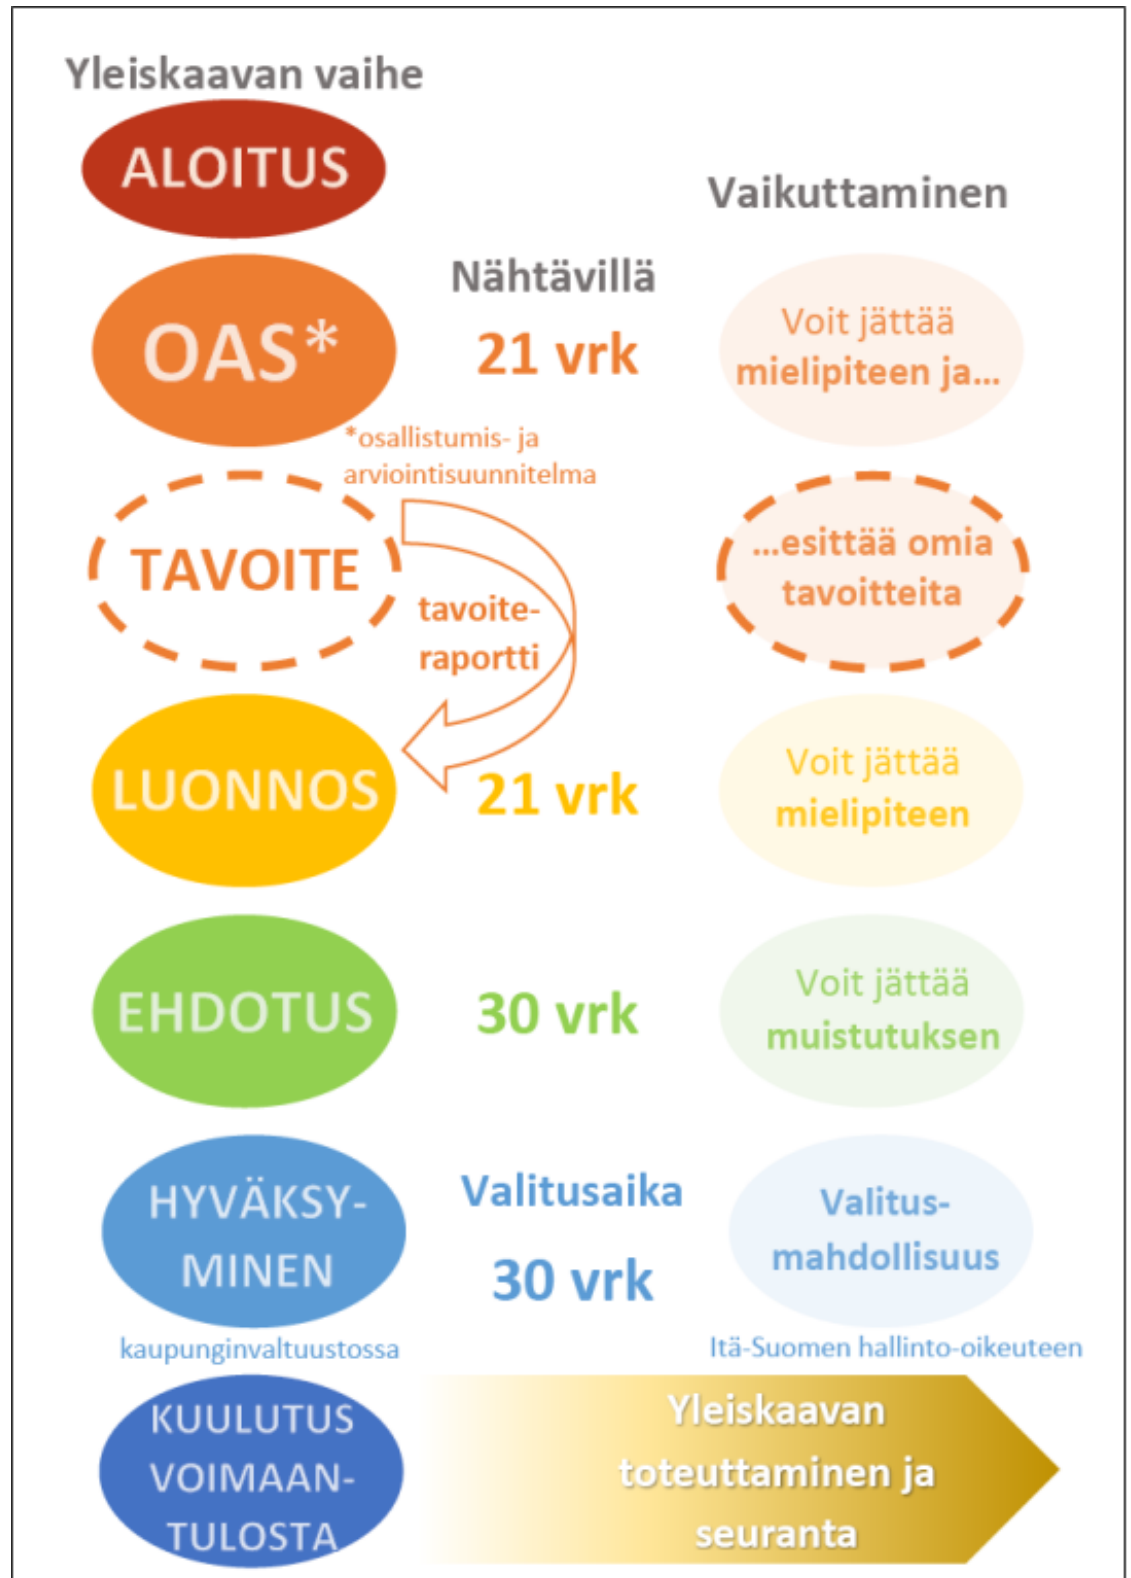 Yleiskaavan vaihe
ALOITUS
Vaikuttaminen
Nähtävillä
OAS*
21 vrk
Voit jättää
mielipiteen ja...
*osallistumis- ja
arviointisuunnitelma
TAVOITE
tavoite-
raportti
...esittää omia
tavoitteita
LUONNOS
21 vrk
Voit jättää
mielipiteen
EHDOTUS
30 vrk
Voit jättää
muistutuksen
HYVÄKSY-
MINEN
kaupunginvaltuustossa
Valitusaika
30 vrk
Valitus-
mahdollisuus
Itä-Suomen hallinto-oikeuteen
KUULUTUS
VOIMAAN-
TULOSTA
Yleiskaavan
toteuttaminen ja
seuranta